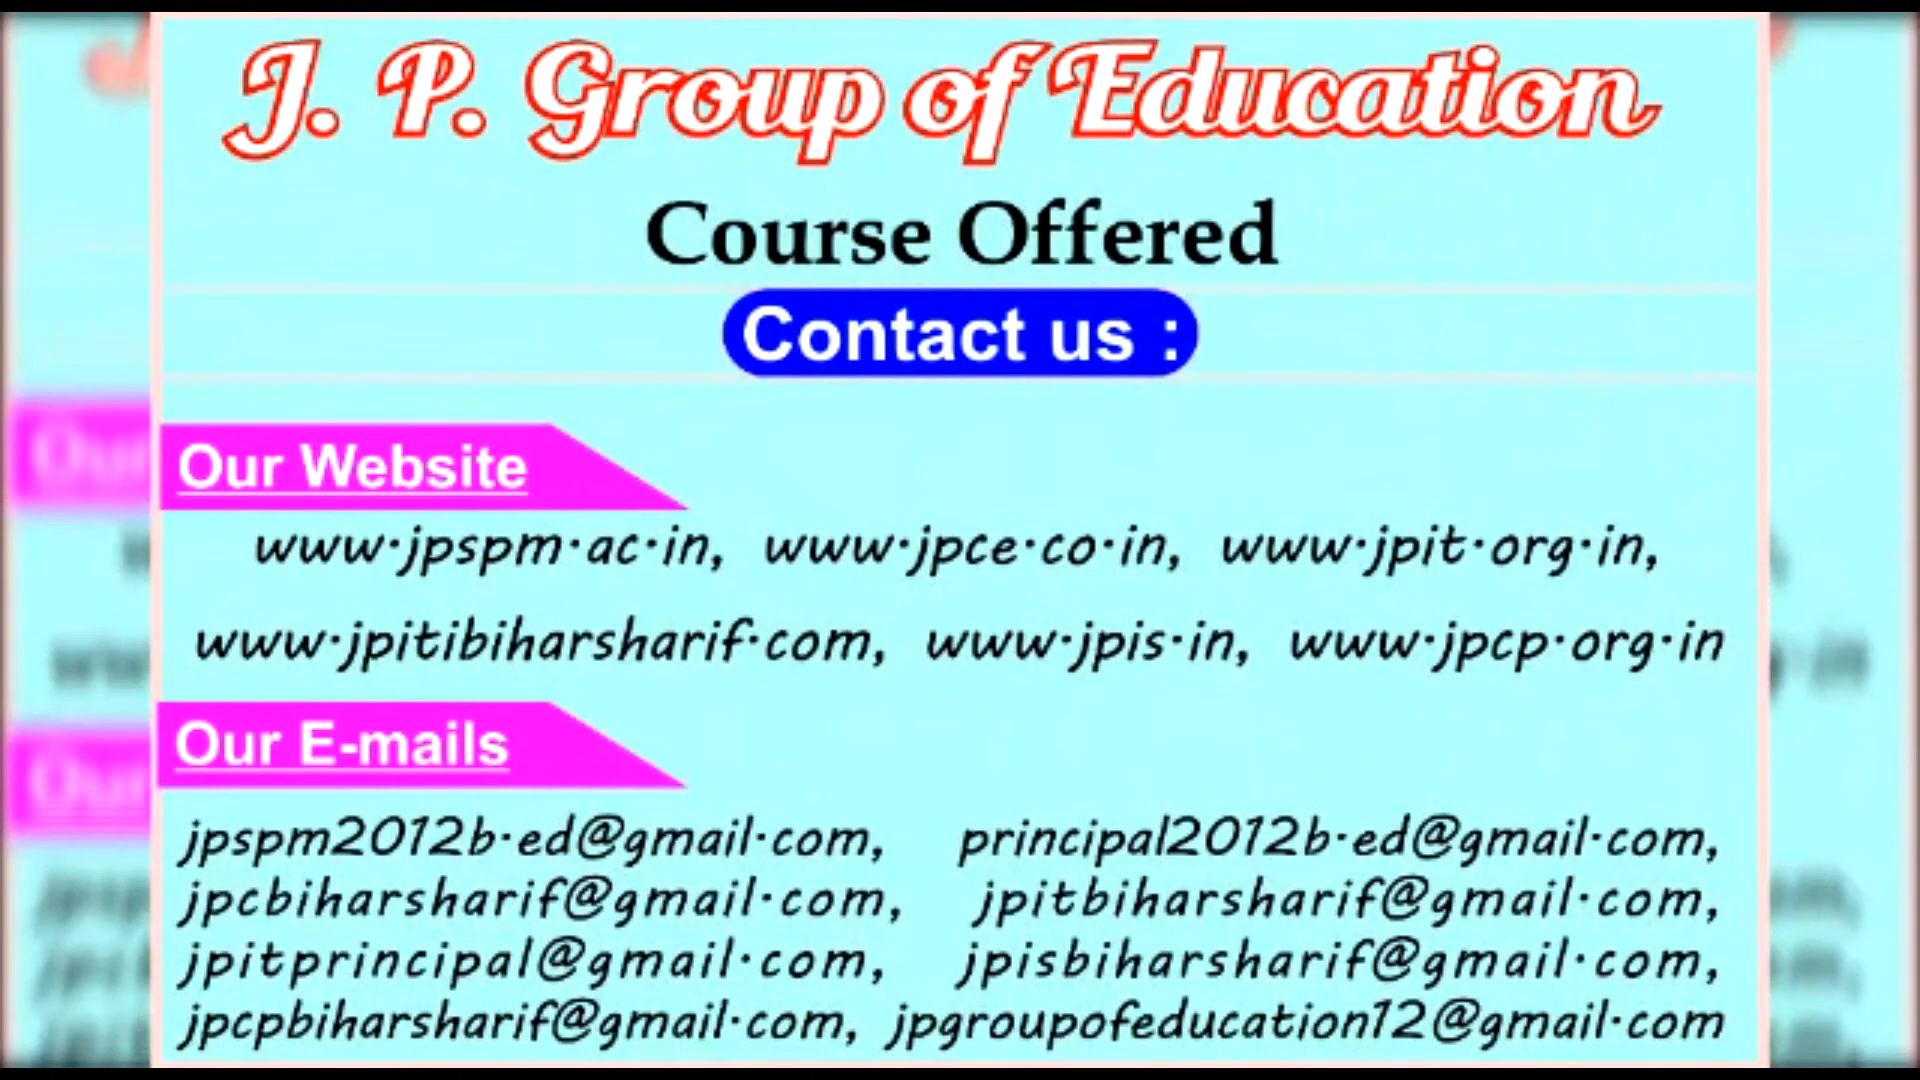 J. P. Group of Education
Course Offered
Contact us :
Our Website
www.jpspm.ac.in, www.jpce.co.in, www.jpit.org.in,
www.jpitibiharsharif.com, www.jpis.in, www.jpcp.org.in
Our E-mails
jpspm2012b.ed@gmail.com, principal2012b.ed@gmail.com,
jpcbiharsharif@gmail.com, jpitbiharsharif@gmail.com,
jpitprincipal@gmail.com, jpisbiharsharif@gmail.com,
jpcpbiharsharif@gmail.com, jpgroupofeducation12@gmail.com